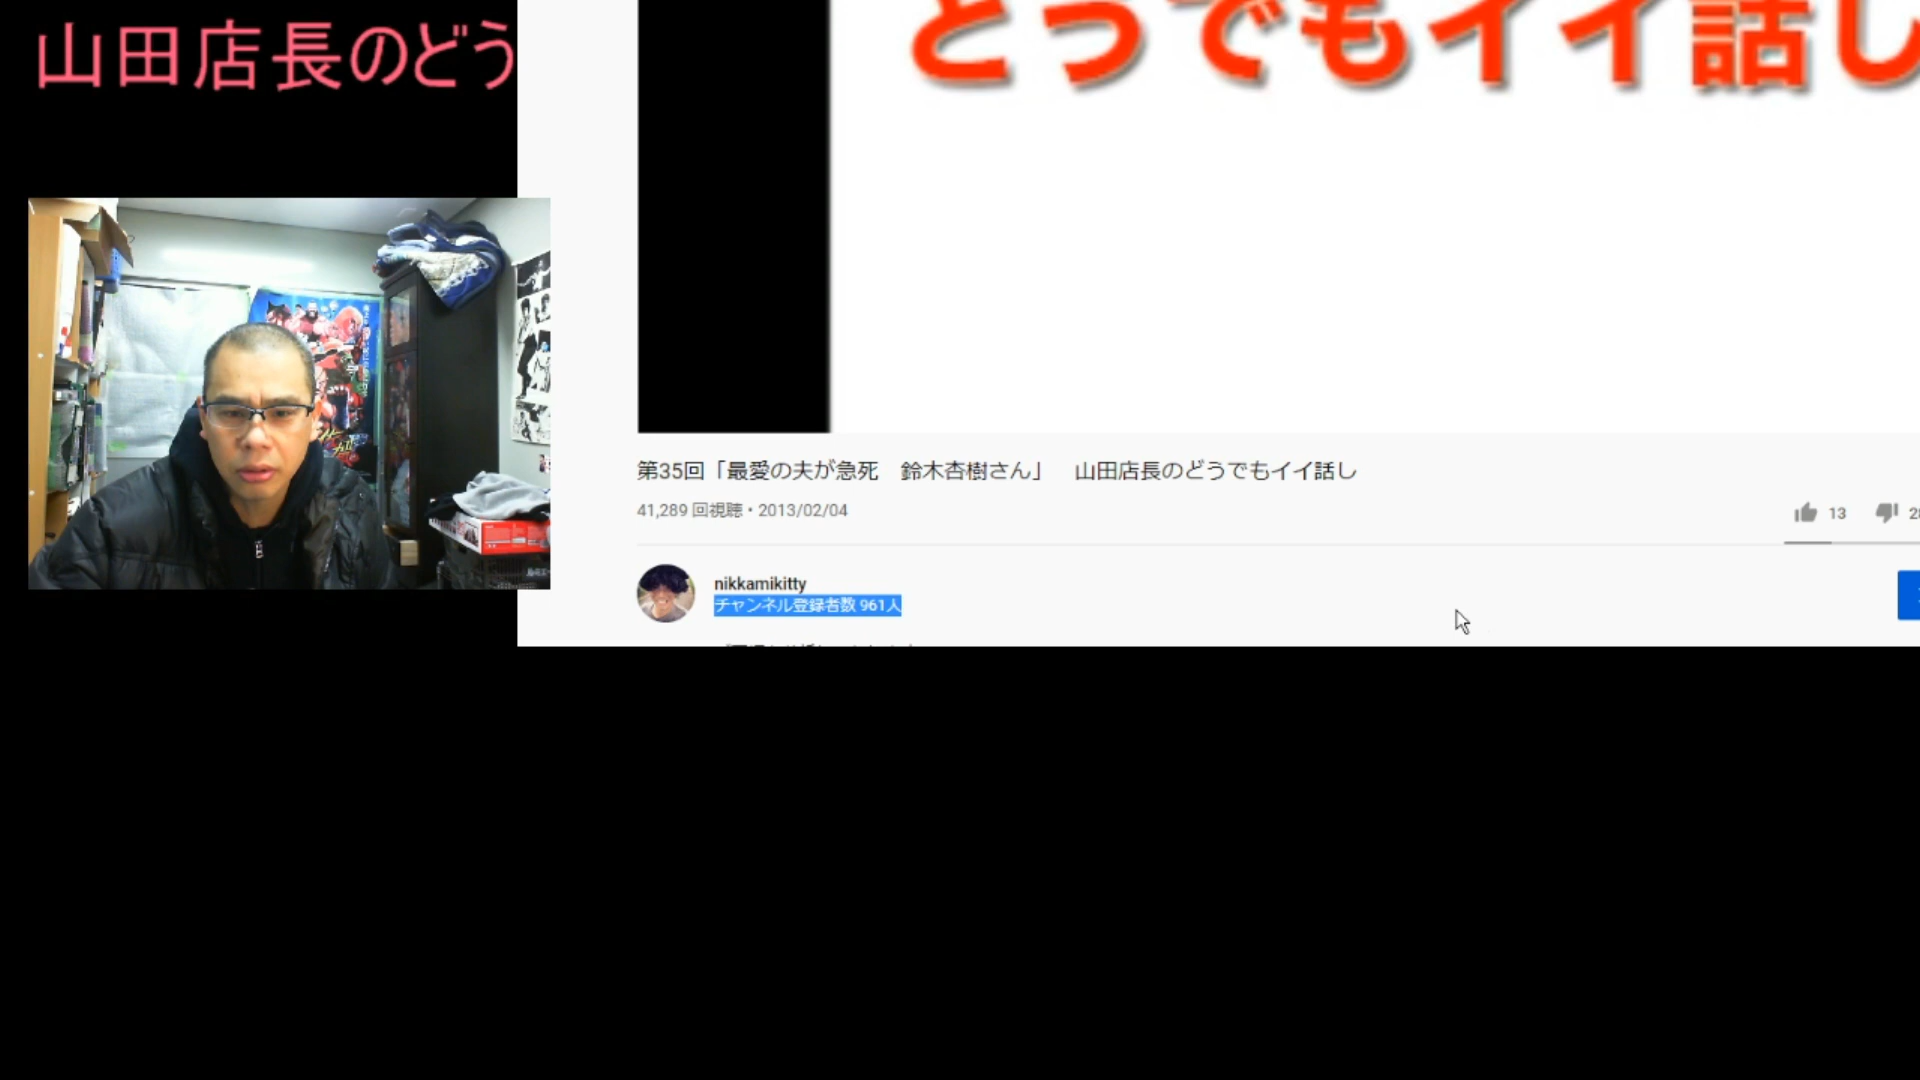 山田店長のどう
どうでもイイ話し
第35回「最愛の夫が急死　鈴木杏樹さん」　山田店長のどうでもイイ話し
41,289 回視聴・2013/02/04
13
nikkamikitty
チャンネル登録者数 961人